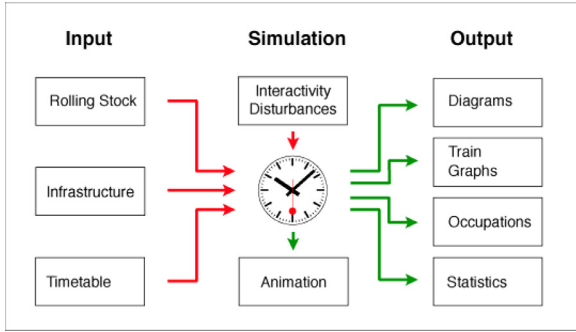 Input
Simulation
Output
Rolling Stock
Interactivity
Disturbances
Diagrams
Train
Graphs
Infrastructure
Occupations
Timetable
Animation
Statistics